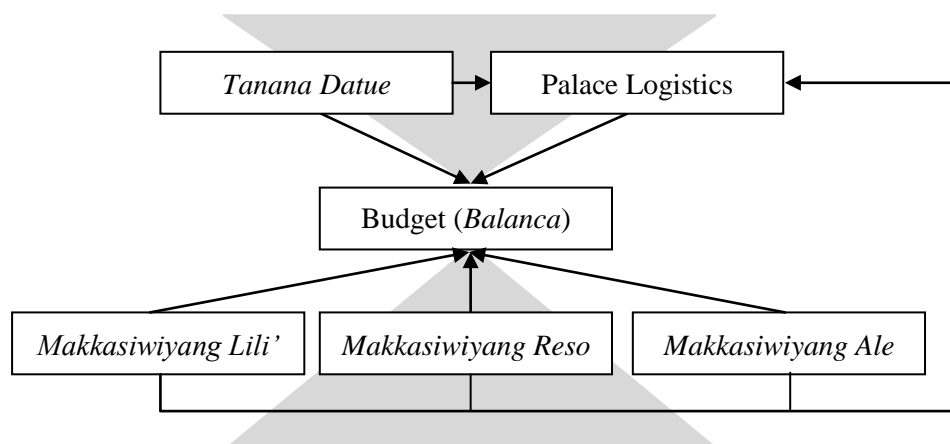 Tanana Datue
Palace Logistics
Budget (Balanca)
Makkasiwiyang Lili’
Makkasiwiyang Reso
Makkasiwiyang Ale